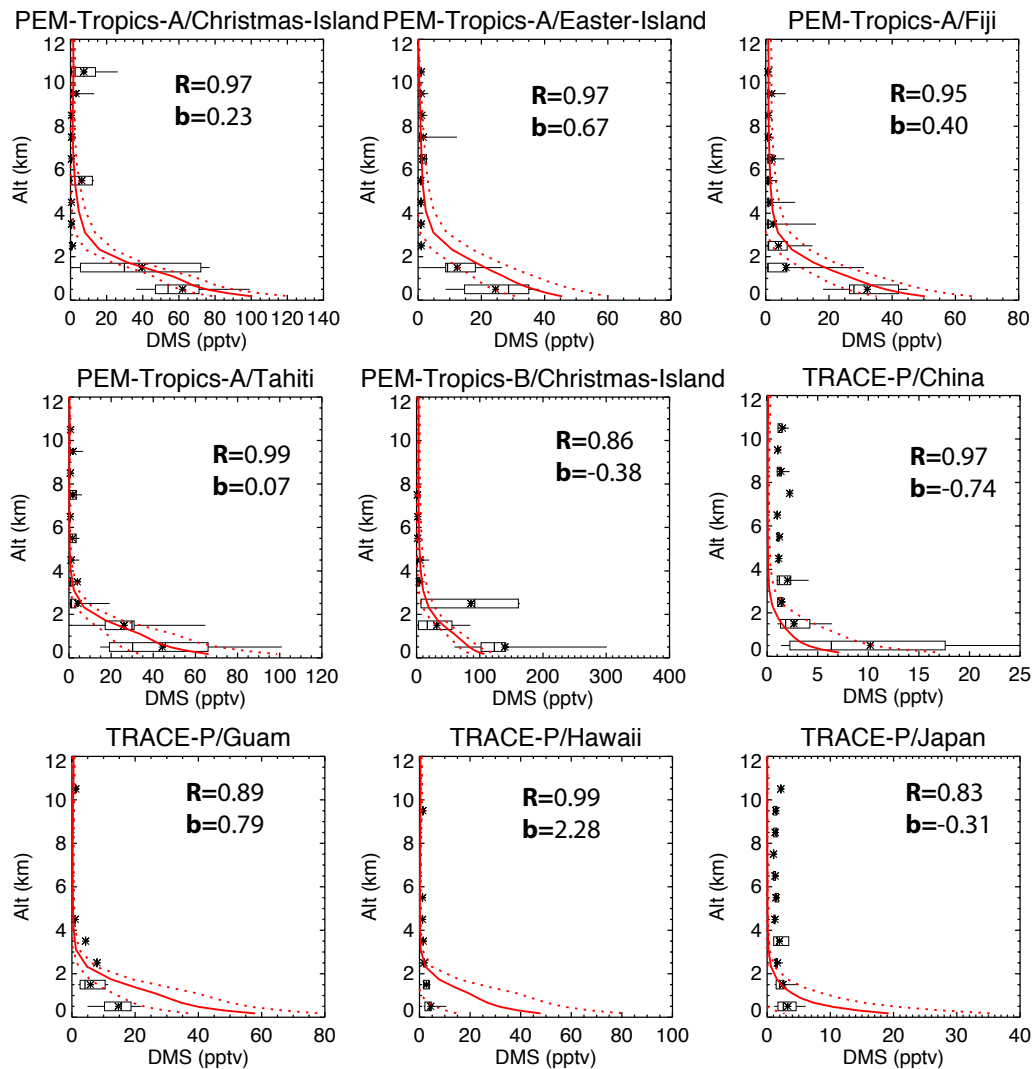 PEM-Tropics-A/Christmas-Island
12
10
8
6
4
2
0
Alt (km)
R=0.97
b=0.23
0 20 40 60 80 100 120 140
DMS (pptv)
PEM-Tropics-A/Easter-Island
12
10
8
6
4
2
0
Alt (km)
R=0.97
b=0.67
0 20 40 60 80
DMS (pptv)
PEM-Tropics-A/Fiji
12
10
8
6
4
2
0
Alt (km)
R=0.95
b=0.40
0 20 40 60 80
DMS (pptv)
PEM-Tropics-A/Tahiti
12
10
8
6
4
2
0
Alt (km)
R=0.99
b=0.07
0 20 40 60 80 100 120
DMS (pptv)
PEM-Tropics-B/Christmas-Island
12
10
8
6
4
2
0
Alt (km)
R=0.86
b=-0.38
0 100 200 300 400
DMS (pptv)
TRACE-P/China
12
10
8
6
4
2
0
Alt (km)
R=0.97
b=-0.74
0 5 10 15 20 25
DMS (pptv)
TRACE-P/Guam
12
10
8
6
4
2
0
Alt (km)
R=0.89
b=0.79
0 20 40 60 80
DMS (pptv)
TRACE-P/Hawaii
12
10
8
6
4
2
0
Alt (km)
R=0.99
b=2.28
0 20 40 60 80 100
DMS (pptv)
TRACE-P/Japan
12
10
8
6
4
2
0
Alt (km)
R=0.83
b=-0.31
0 10 20 30 40
DMS (pptv)